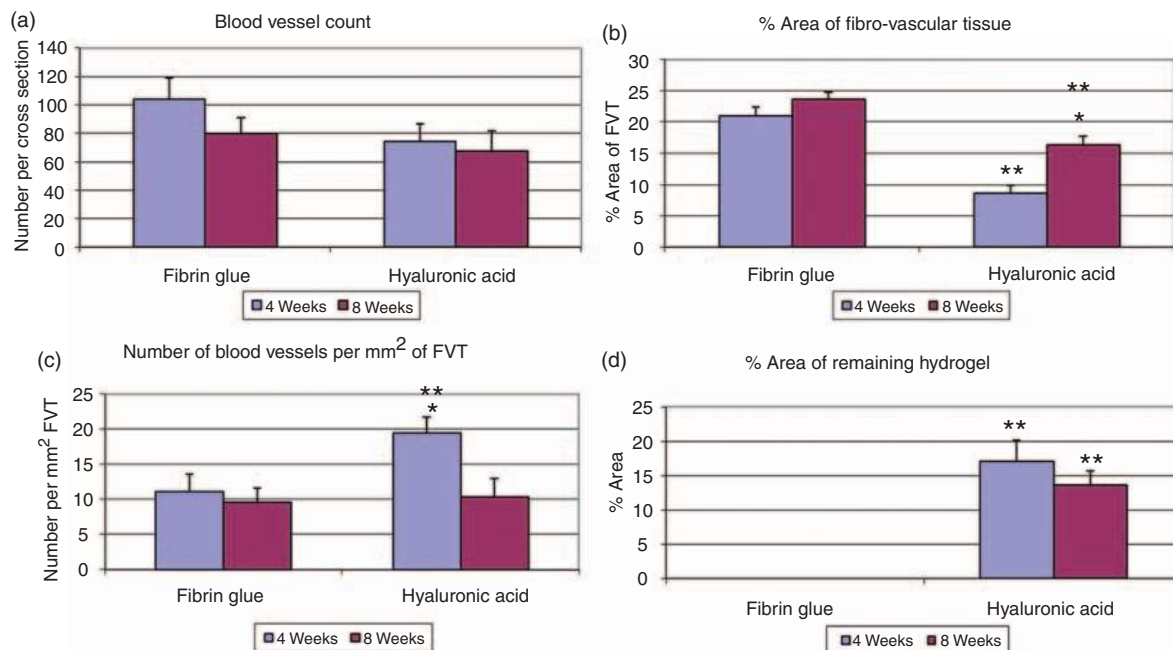 (a)
Blood vessel count
Number per cross section
140
120
100
80
60
40
20
0
Fibrin glue
Hyaluronic acid
4 Weeks 8 Weeks
(b)
% Area of fibro-vascular tissue
% Area of FVT
30
25
20
15
10
5
0
**
*
**
Fibrin glue
Hyaluronic acid
4 Weeks 8 Weeks
(c)
Number of blood vessels per mm² of FVT
Number per mm² FVT
25
20
15
10
5
0
**
*
Fibrin glue
Hyaluronic acid
4 Weeks 8 Weeks
(d)
% Area of remaining hydrogel
% Area
25
20
15
10
5
0
**
**
Fibrin glue
Hyaluronic acid
4 Weeks 8 Weeks